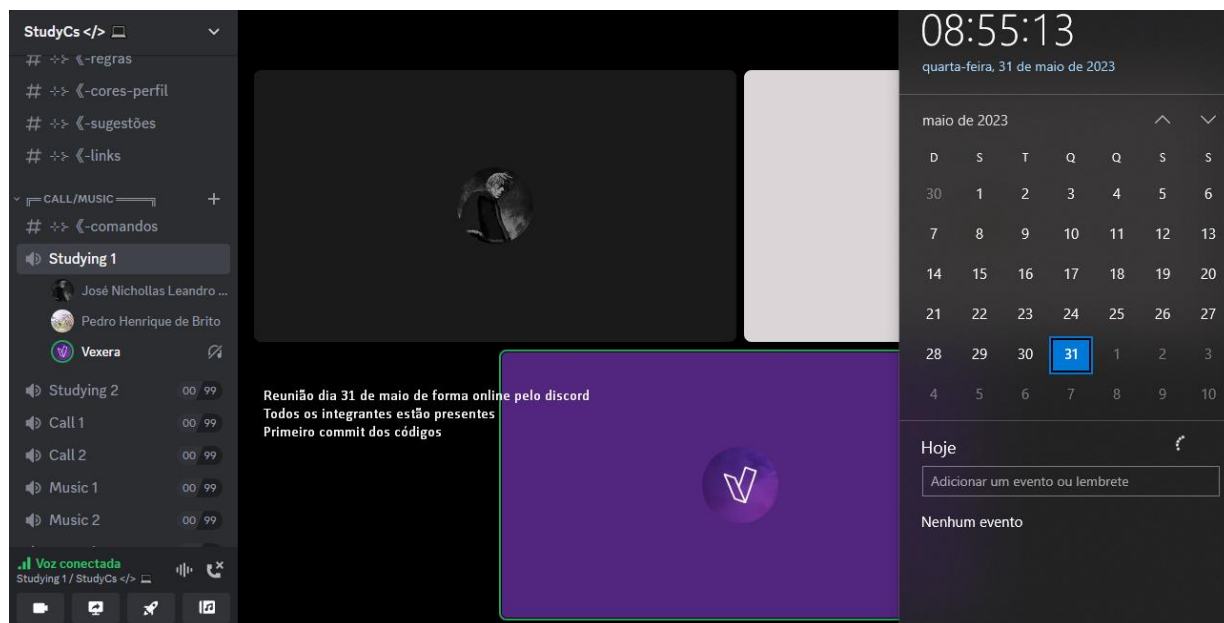 StudyCs </>
-regras
-cores-perfil
-sugestões
-links
CALL/MUSIC
-comandos
Studying 1
José Nichollas Leandro ...
Pedro Henrique de Brito
Vexera
Studying 2 00 99
Call 1 00 99
Call 2 00 99
Music 1 00 99
Music 2 00 99
Voz conectada
Studying 1 / StudyCs </>
Reunião dia 31 de maio de forma online pelo discord
Todos os integrantes estão presentes
Primeiro commit dos códigos
08:55:13
quarta-feira, 31 de maio de 2023
maio de 2023
D S T Q Q S S
30 1 2 3 4 5 6
7 8 9 10 11 12 13
14 15 16 17 18 19 20
21 22 23 24 25 26 27
28 29 30 31 1 2 3
4 5 6 7 8 9 10
Hoje
Adicionar um evento ou lembrete
Nenhum evento